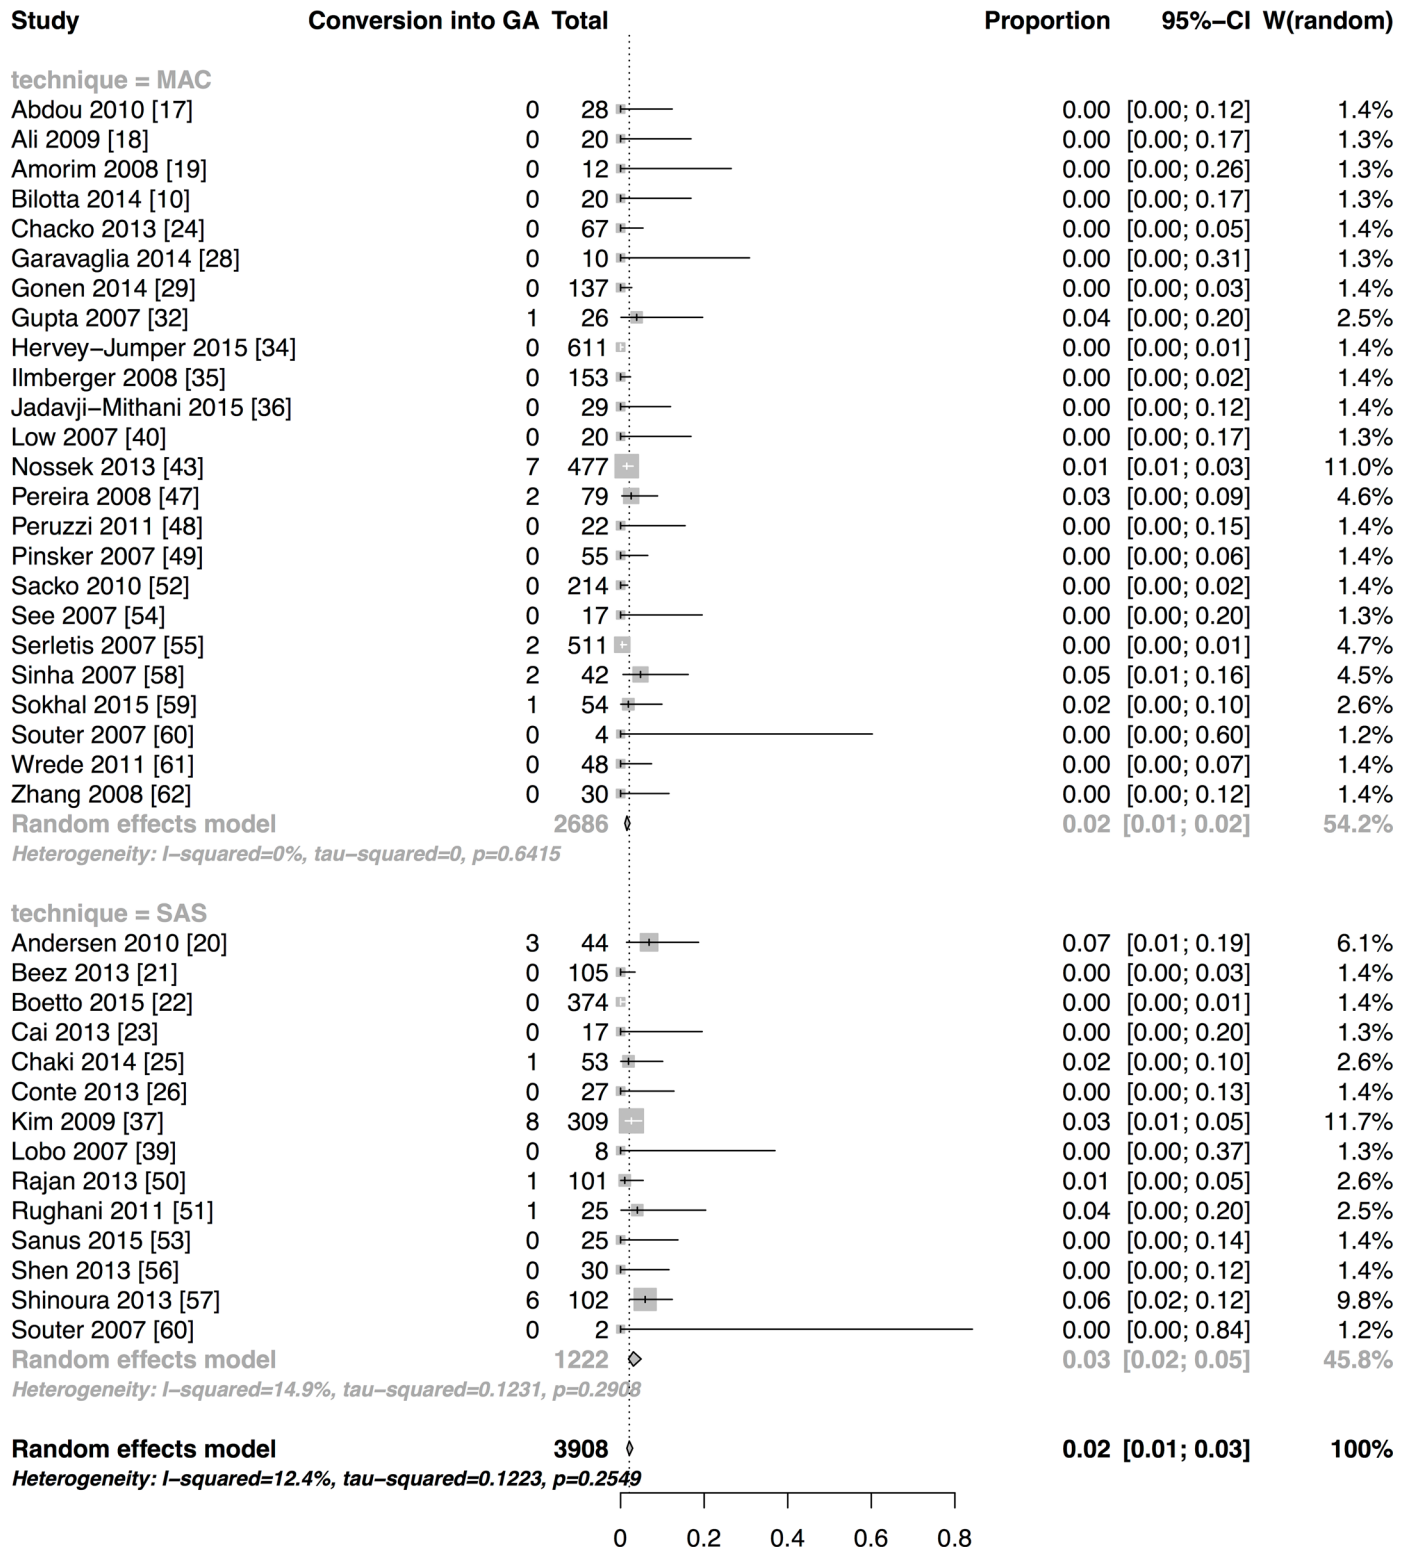 Study Conversion into GA Total Proportion 95%−CI W(random)
technique = MAC
Abdou 2010 [17] 0 28 0.00 [0.00; 0.12] 1.4%
Ali 2009 [18] 0 20 0.00 [0.00; 0.17] 1.3%
Amorim 2008 [19] 0 12 0.00 [0.00; 0.26] 1.3%
Bilotta 2014 [10] 0 20 0.00 [0.00; 0.17] 1.3%
Chacko 2013 [24] 0 67 0.00 [0.00; 0.05] 1.4%
Garavaglia 2014 [28] 0 10 0.00 [0.00; 0.31] 1.3%
Gonen 2014 [29] 0 137 0.00 [0.00; 0.03] 1.4%
Gupta 2007 [32] 1 26 0.04 [0.00; 0.20] 2.5%
Hervey−Jumper 2015 [34] 0 611 0.00 [0.00; 0.01] 1.4%
Ilmberger 2008 [35] 0 153 0.00 [0.00; 0.02] 1.4%
Jadavji−Mithani 2015 [36] 0 29 0.00 [0.00; 0.12] 1.4%
Low 2007 [40] 0 20 0.00 [0.00; 0.17] 1.3%
Nossek 2013 [43] 7 477 0.01 [0.01; 0.03] 11.0%
Pereira 2008 [47] 2 79 0.03 [0.00; 0.09] 4.6%
Peruzzi 2011 [48] 0 22 0.00 [0.00; 0.15] 1.4%
Pinsker 2007 [49] 0 55 0.00 [0.00; 0.06] 1.4%
Sacko 2010 [52] 0 214 0.00 [0.00; 0.02] 1.4%
See 2007 [54] 0 17 0.00 [0.00; 0.20] 1.3%
Serletis 2007 [55] 2 511 0.00 [0.00; 0.01] 4.7%
Sinha 2007 [58] 2 42 0.05 [0.01; 0.16] 4.5%
Sokhal 2015 [59] 1 54 0.02 [0.00; 0.10] 2.6%
Souter 2007 [60] 0 4 0.00 [0.00; 0.60] 1.2%
Wrede 2011 [61] 0 48 0.00 [0.00; 0.07] 1.4%
Zhang 2008 [62] 0 30 0.00 [0.00; 0.12] 1.4%
Random effects model 2686 0.02 [0.01; 0.02] 54.2%
Heterogeneity: I−squared=0%, tau−squared=0, p=0.6415
technique = SAS
Andersen 2010 [20] 3 44 0.07 [0.01; 0.19] 6.1%
Beez 2013 [21] 0 105 0.00 [0.00; 0.03] 1.4%
Boetto 2015 [22] 0 374 0.00 [0.00; 0.01] 1.4%
Cai 2013 [23] 0 17 0.00 [0.00; 0.20] 1.3%
Chaki 2014 [25] 1 53 0.02 [0.00; 0.10] 2.6%
Conte 2013 [26] 0 27 0.00 [0.00; 0.13] 1.4%
Kim 2009 [37] 8 309 0.03 [0.01; 0.05] 11.7%
Lobo 2007 [39] 0 8 0.00 [0.00; 0.37] 1.3%
Rajan 2013 [50] 1 101 0.01 [0.00; 0.05] 2.6%
Rughani 2011 [51] 1 25 0.04 [0.00; 0.20] 2.5%
Sanus 2015 [53] 0 25 0.00 [0.00; 0.14] 1.4%
Shen 2013 [56] 0 30 0.00 [0.00; 0.12] 1.4%
Shinoura 2013 [57] 6 102 0.06 [0.02; 0.12] 9.8%
Souter 2007 [60] 0 2 0.00 [0.00; 0.84] 1.2%
Random effects model 1222 0.03 [0.02; 0.05] 45.8%
Heterogeneity: I−squared=14.9%, tau−squared=0.1231, p=0.2908
Random effects model 3908 0.02 [0.01; 0.03] 100%
Heterogeneity: I−squared=12.4%, tau−squared=0.1223, p=0.2549
0 0.2 0.4 0.6 0.8